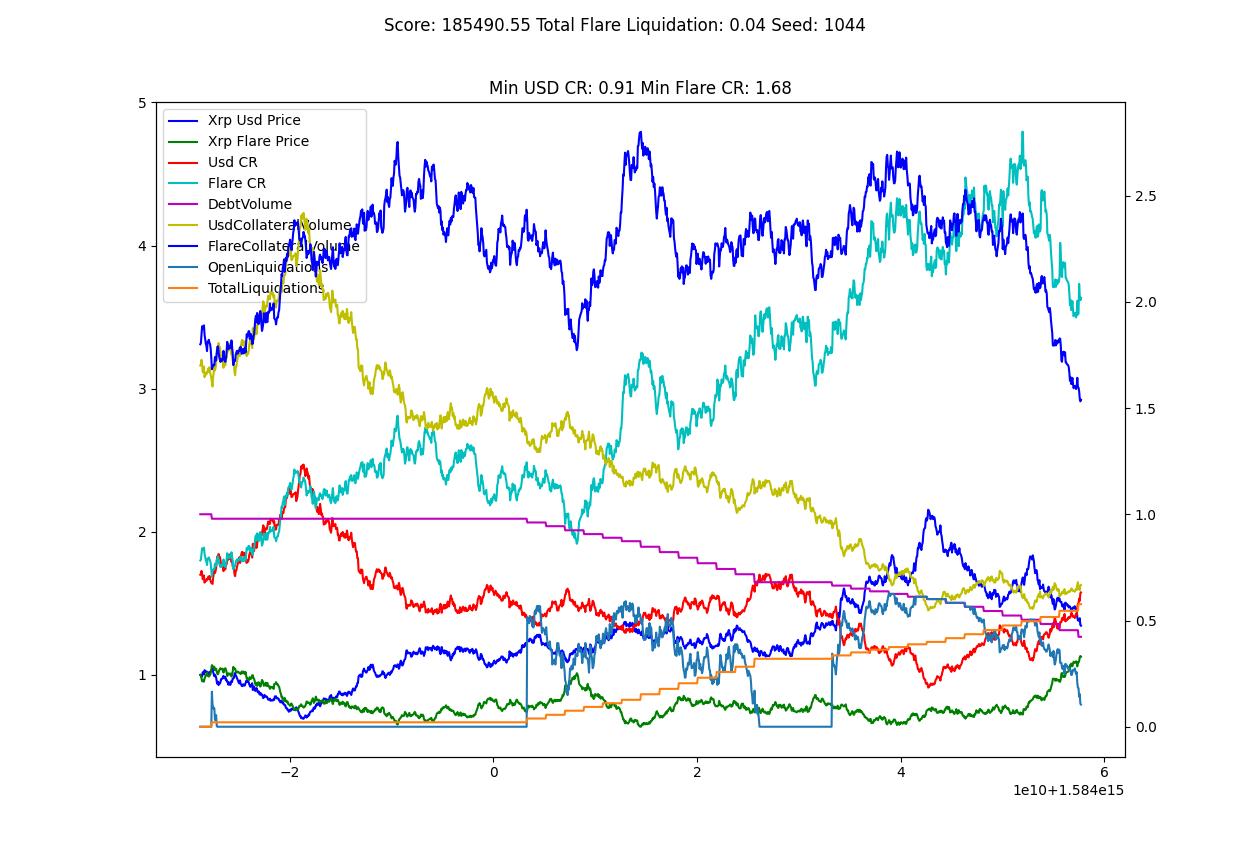 Score: 185490.55 Total Flare Liquidation: 0.04 Seed: 1044
Min USD CR: 0.91 Min Flare CR: 1.68
Xrp Usd Price
Xrp Flare Price
Usd CR
Flare CR
DebtVolume
UsdCollateralVolume
FlareCollateralVolume
OpenLiquidations
TotalLiquidations
5
4
3
2
1
2.5
2.0
1.5
1.0
0.5
0.0
−2
0
2
4
6
1e10+1.584e15